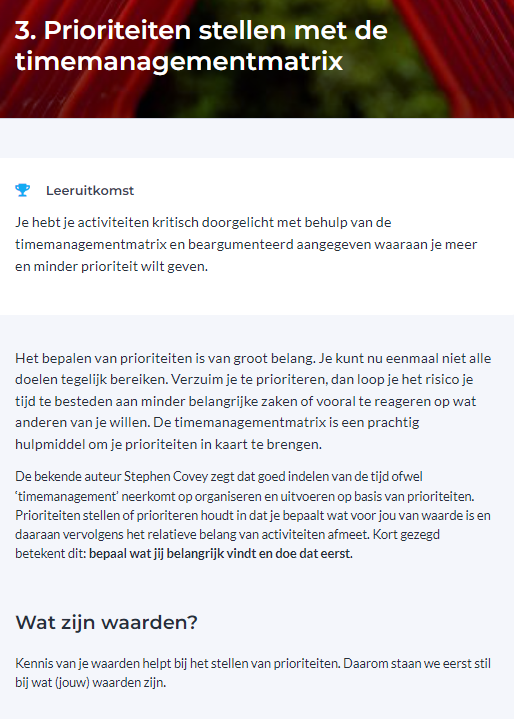 3. Prioriteiten stellen met de
timemanagementmatrix
Leeruitkomst
Je hebt je activiteiten kritisch doorgelicht met behulp van de
timemanagementmatrix en beargumenteerd aangegeven waaraan je meer
en minder prioriteit wilt geven.
Het bepalen van prioriteiten is van groot belang. Je kunt nu eenmaal niet alle
doelen tegelijk bereiken. Verzuim je te prioriteren, dan loop je het risico je
tijd te besteden aan minder belangrijke zaken of vooral te reageren op wat
anderen van je willen. De timemanagementmatrix is een prachtig
hulpmiddel om je prioriteiten in kaart te brengen.
De bekende auteur Stephen Covey zegt dat goed indelen van de tijd ofwel
'timemanagement' neerkomt op organiseren en uitvoeren op basis van prioriteiten.
Prioriteiten stellen of prioriteren houdt in dat je bepaalt wat voor jou van waarde is en
daaraan vervolgens het relatieve belang van activiteiten afmeet. Kort gezegd
betekent dit: bepaal wat jij belangrijk vindt en doe dat eerst.
Wat zijn waarden?
Kennis van je waarden helpt bij het stellen van prioriteiten. Daarom staan we eerst stil
bij wat (jouw) waarden zijn.